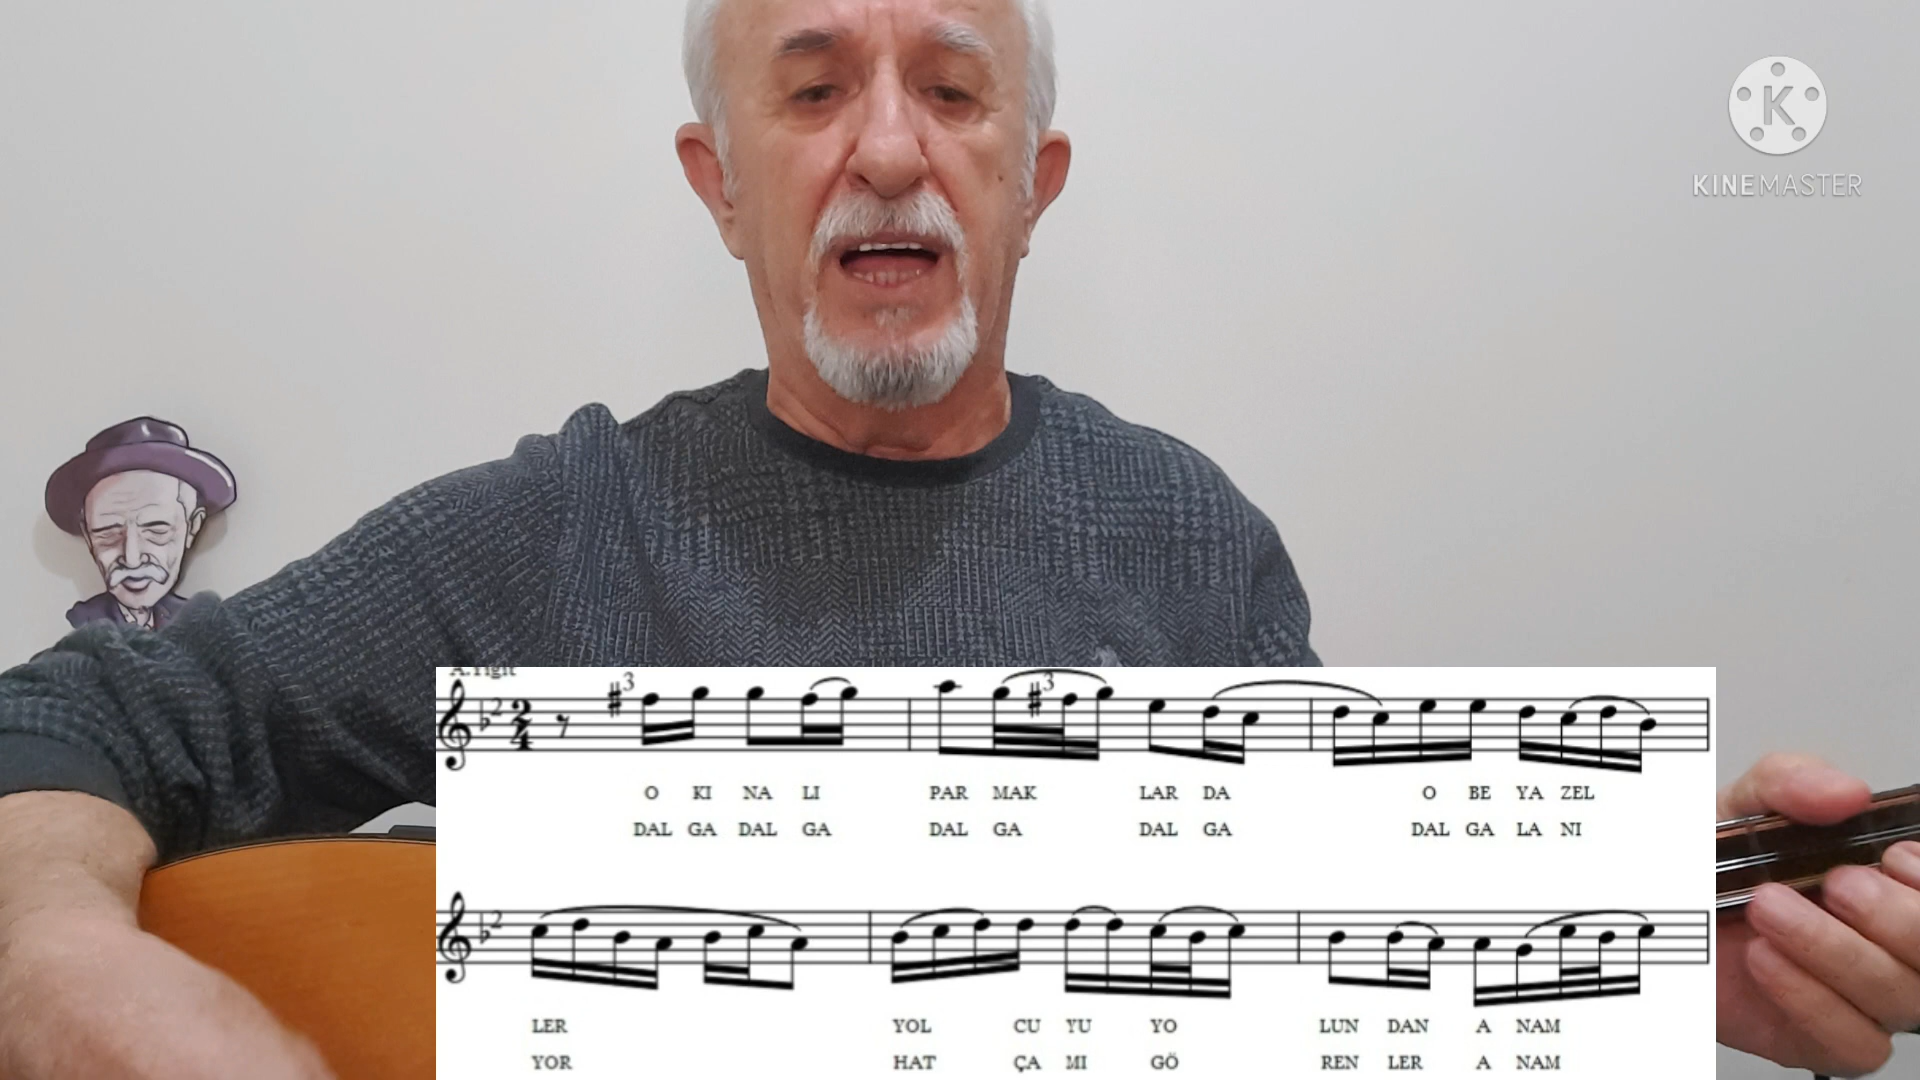 KINEMASTER
A.Yigit
O KI NA LI PAR MAK LAR DA O BE YA ZEL
DAL GA DAL GA DAL GA DAL GA DAL GA LA NI
LER YOL CU YU YO LUN DAN A NAM
YOR HAT ÇA MI GÖ REN LER A NAM